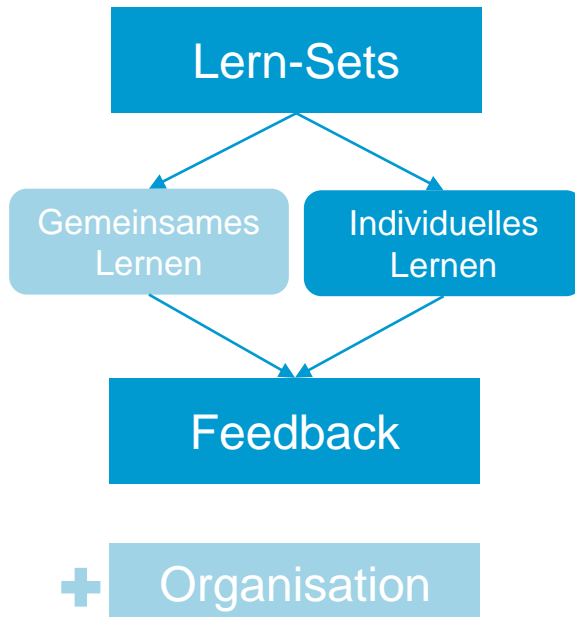 Lern-Sets
Gemeinsames
Lernen
Individuelles
Lernen
Feedback
Organisation